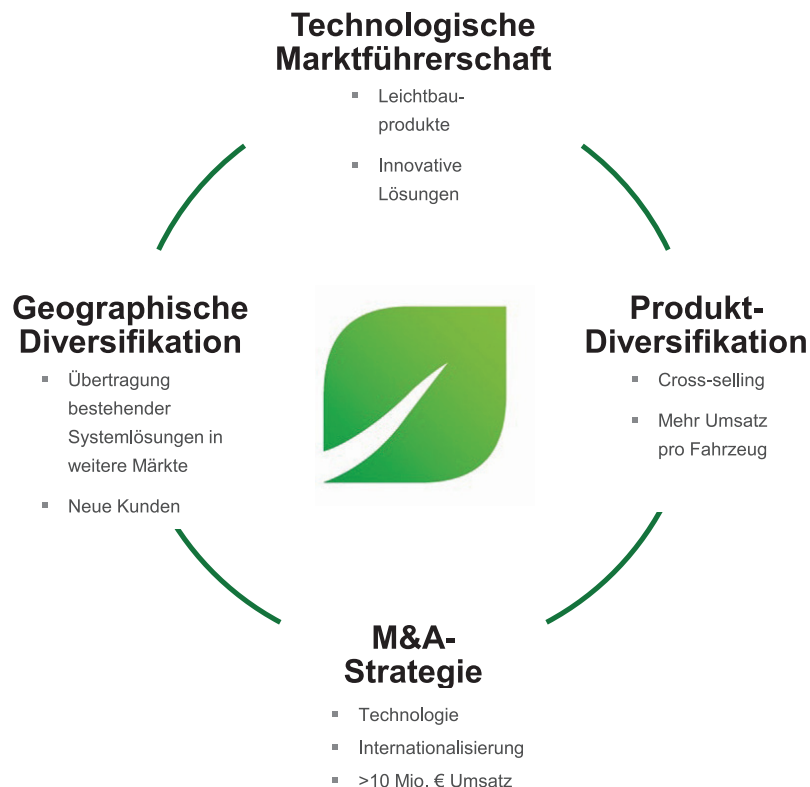 Technologische
Marktführerschaft
▪ Leichtbau-
produkte
▪ Innovative
Lösungen
Geographische
Diversifikation
▪ Übertragung
bestehender
Systemlösungen in
weitere Märkte
▪ Neue Kunden
Produkt-
Diversifikation
▪ Cross-selling
▪ Mehr Umsatz
pro Fahrzeug
M&A-
Strategie
▪ Technologie
▪ Internationalisierung
▪ >10 Mio. € Umsatz